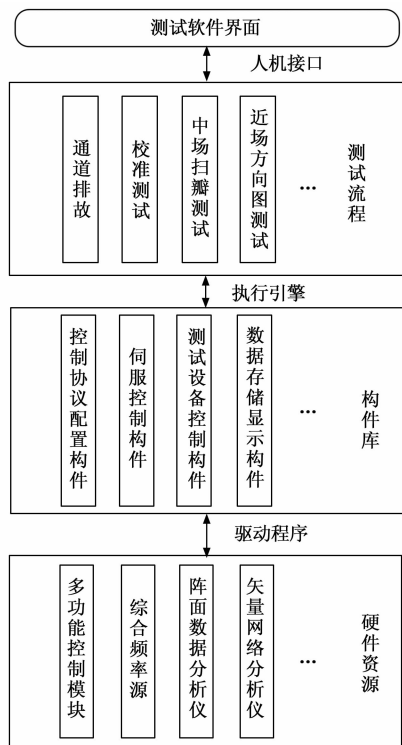 测试软件界面
人机接口
通道排故
校准测试
中场扫瓣测试
近场方向图测试
...
测试流程
执行引擎
控制协议配置构件
伺服控制构件
测试设备控制构件
数据存储显示构件
...
构件库
驱动程序
多功能控制模块
综合频率源
阵面数据分析仪
矢量网络分析仪
...
硬件资源